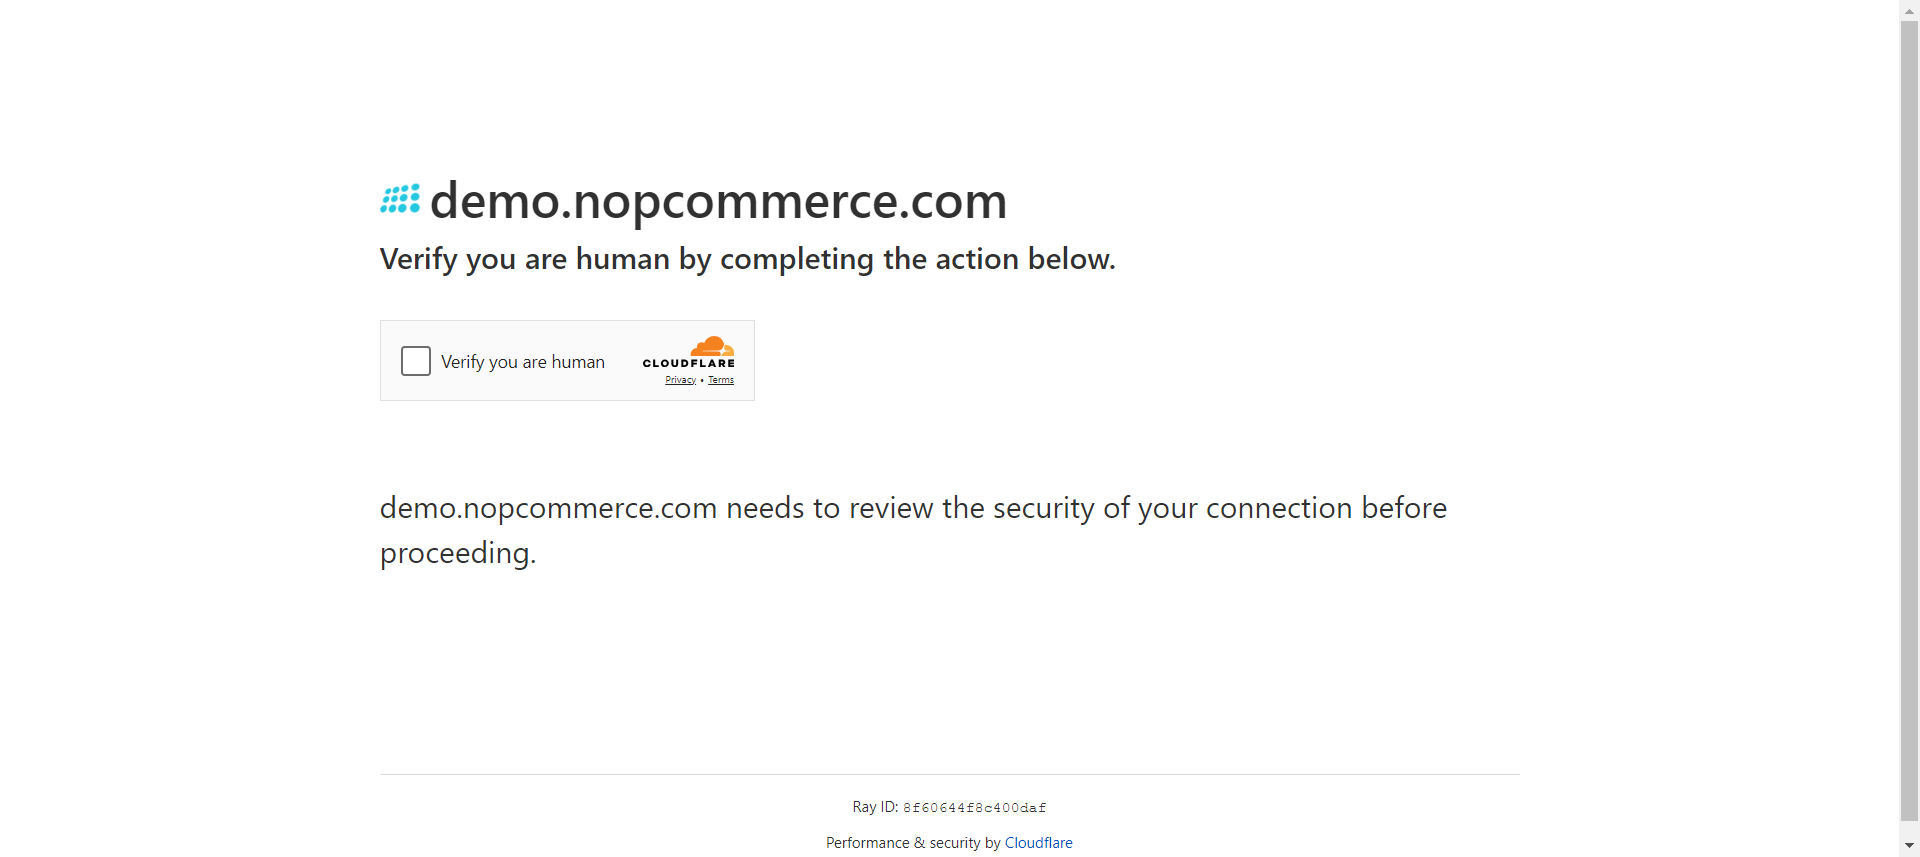 demo.nopcommerce.com
Verify you are human by completing the action below.
Verify you are human
CLOUDFLARE
Privacy • Terms
demo.nopcommerce.com needs to review the security of your connection before
proceeding.
Ray ID: 8f60644f8c400daf
Performance & security by Cloudflare